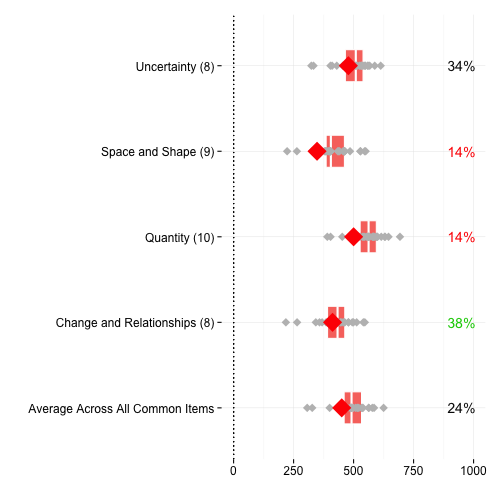 Uncertainty (8) 34%
Space and Shape (9) 14%
Quantity (10) 14%
Change and Relationships (8) 38%
Average Across All Common Items 24%
0 250 500 750 1000